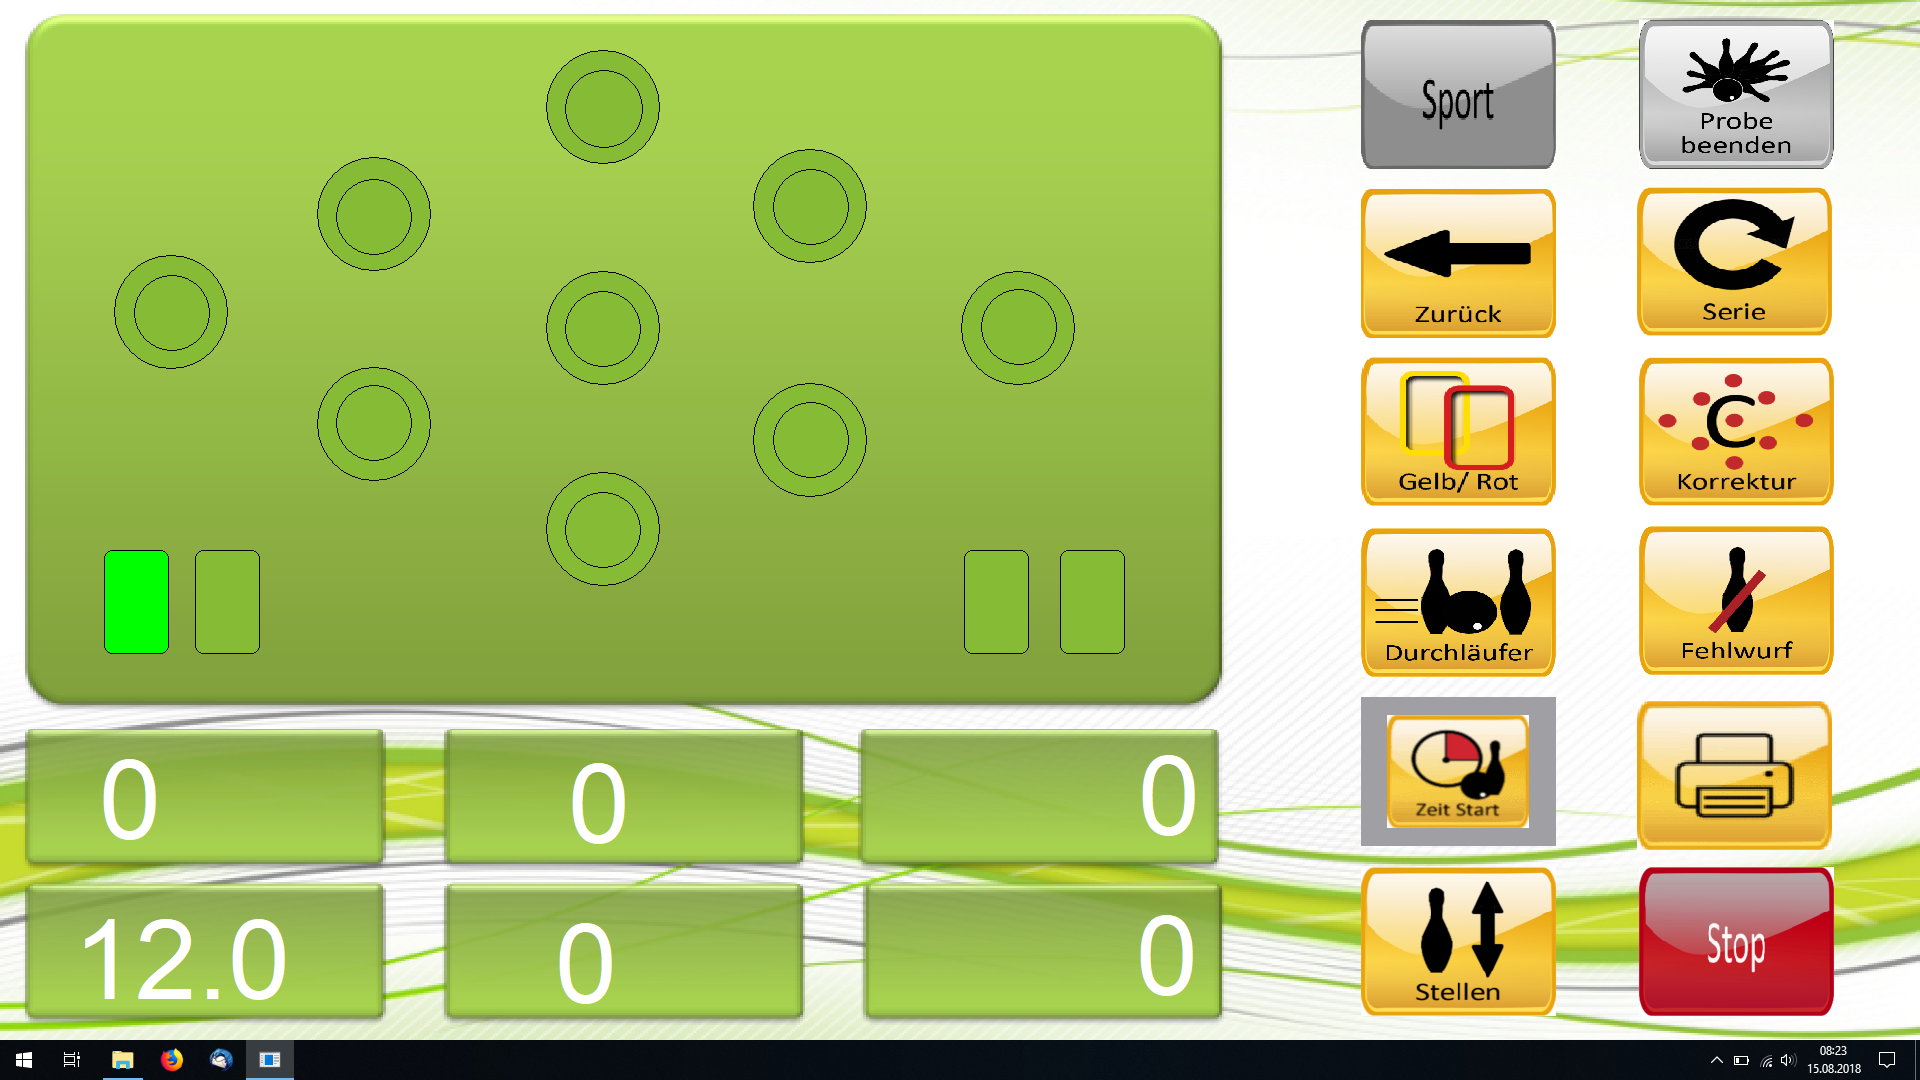 Sport
Probe
beenden
Zurück
Serie
Gelb/ Rot
C
Korrektur
Durchläufer
Fehlwurf
0
0
0
Zeit Start
12.0
0
0
Stellen
Stop
08:23
15.08.2018